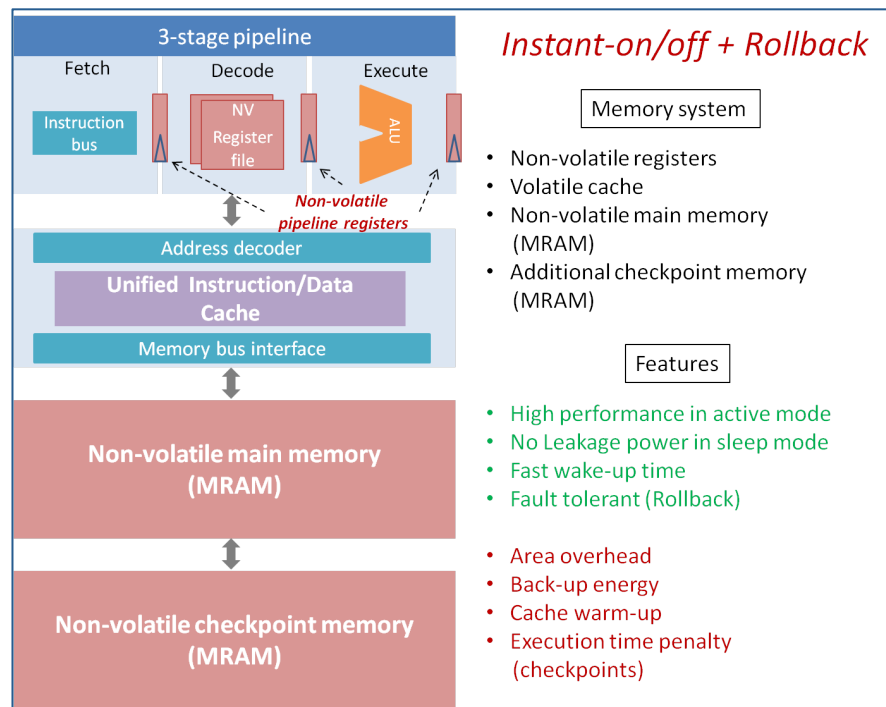 3-stage pipeline
Fetch
Decode
Execute
Instruction
bus
NV
Register
file
ALU
Non-volatile
pipeline registers
Address decoder
Unified Instruction/Data
Cache
Memory bus interface
Non-volatile main memory
(MRAM)
Non-volatile checkpoint memory
(MRAM)
Instant-on/off + Rollback
Memory system
• Non-volatile registers
• Volatile cache
• Non-volatile main memory
(MRAM)
• Additional checkpoint memory
(MRAM)
Features
• High performance in active mode
• No Leakage power in sleep mode
• Fast wake-up time
• Fault tolerant (Rollback)
• Area overhead
• Back-up energy
• Cache warm-up
• Execution time penalty
(checkpoints)